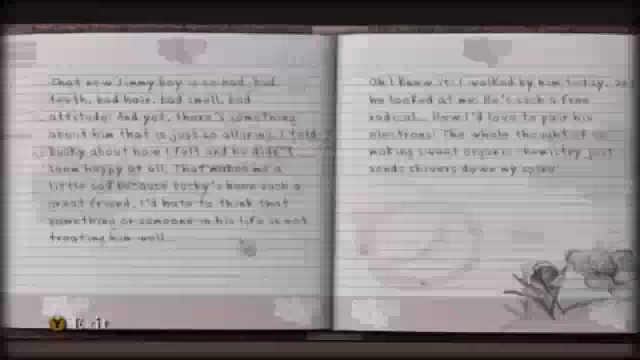 That new Jimmy boy is so bad, bad
teeth, bad hair, bad smell, bad
attitude. And yet, there's something
about him that is just so alluring. I told
Bucky about how I felt and he didn't
seem happy at all. That makes me a
little sad because Bucky's been such a
great friend. I'd hate to think that
something or someone in his life is not
treating him well...
Oh I knew it! I walked by him today, and
he looked at me! He's such a free
radical... How I'd love to pair his
electrons! The whole thought of us
making sweet organic chemistry just
sends shivers down my spine!
Y Exit